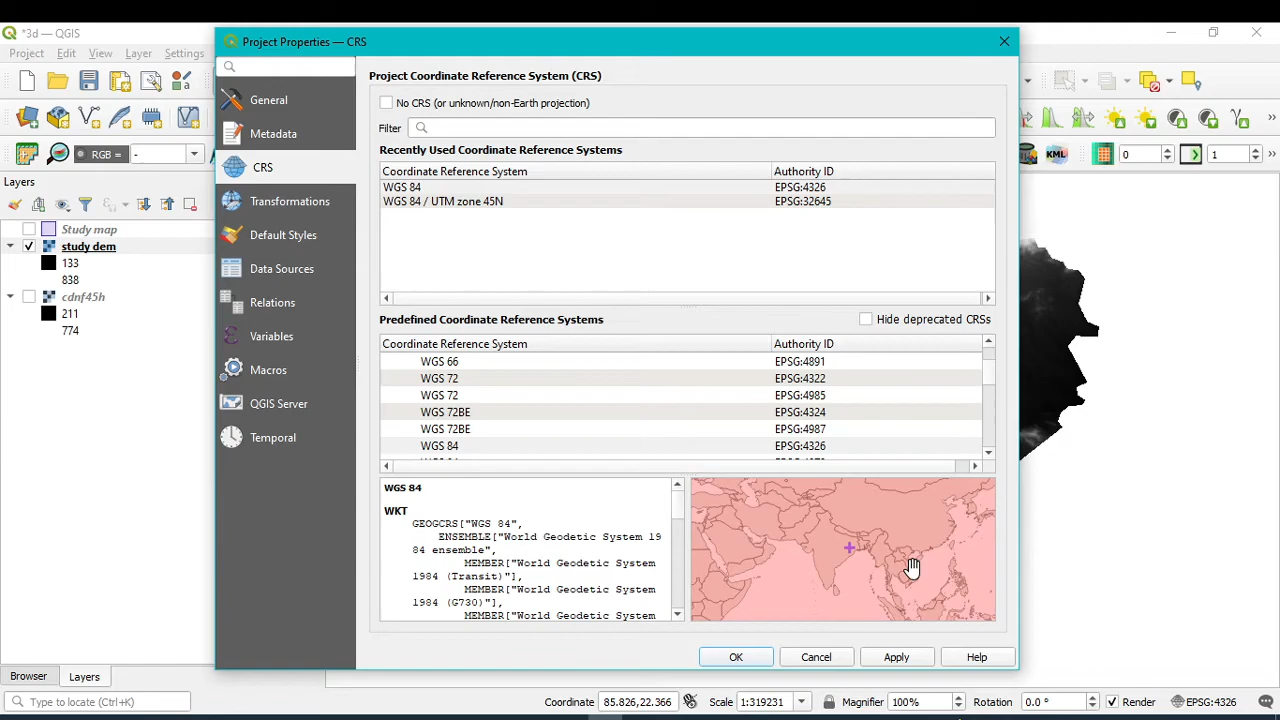 *3d — QGIS
Project Edit View Layer Settings
RGB = -
Layers
Study map
study dem
133
838
cdnf45h
211
774
Browser Layers
Project Properties — CRS
General
Metadata
CRS
Transformations
Default Styles
Data Sources
Relations
Variables
Macros
QGIS Server
Temporal
Project Coordinate Reference System (CRS)
No CRS (or unknown/non-Earth projection)
Filter
Recently Used Coordinate Reference Systems
Coordinate Reference System Authority ID
WGS 84 EPSG:4326
WGS 84 / UTM zone 45N EPSG:32645
Predefined Coordinate Reference Systems Hide deprecated CRSs
Coordinate Reference System Authority ID
WGS 66 EPSG:4891
WGS 72 EPSG:4322
WGS 72 EPSG:4985
WGS 72BE EPSG:4324
WGS 72BE EPSG:4987
WGS 84 EPSG:4326
WGS 84
WKT
GEOGCRS["WGS 84",
ENSEMBLE["World Geodetic System 19
84 ensemble",
MEMBER["World Geodetic System
1984 (Transit)"],
MEMBER["World Geodetic System
1984 (G730)"],
MEMBER["World Geodetic System
OK Cancel Apply Help
KML 0 1
Type to locate (Ctrl+K) Coordinate 85.826,22.366 Scale 1:319231 Magnifier 100% Rotation 0.0 ° Render EPSG:4326